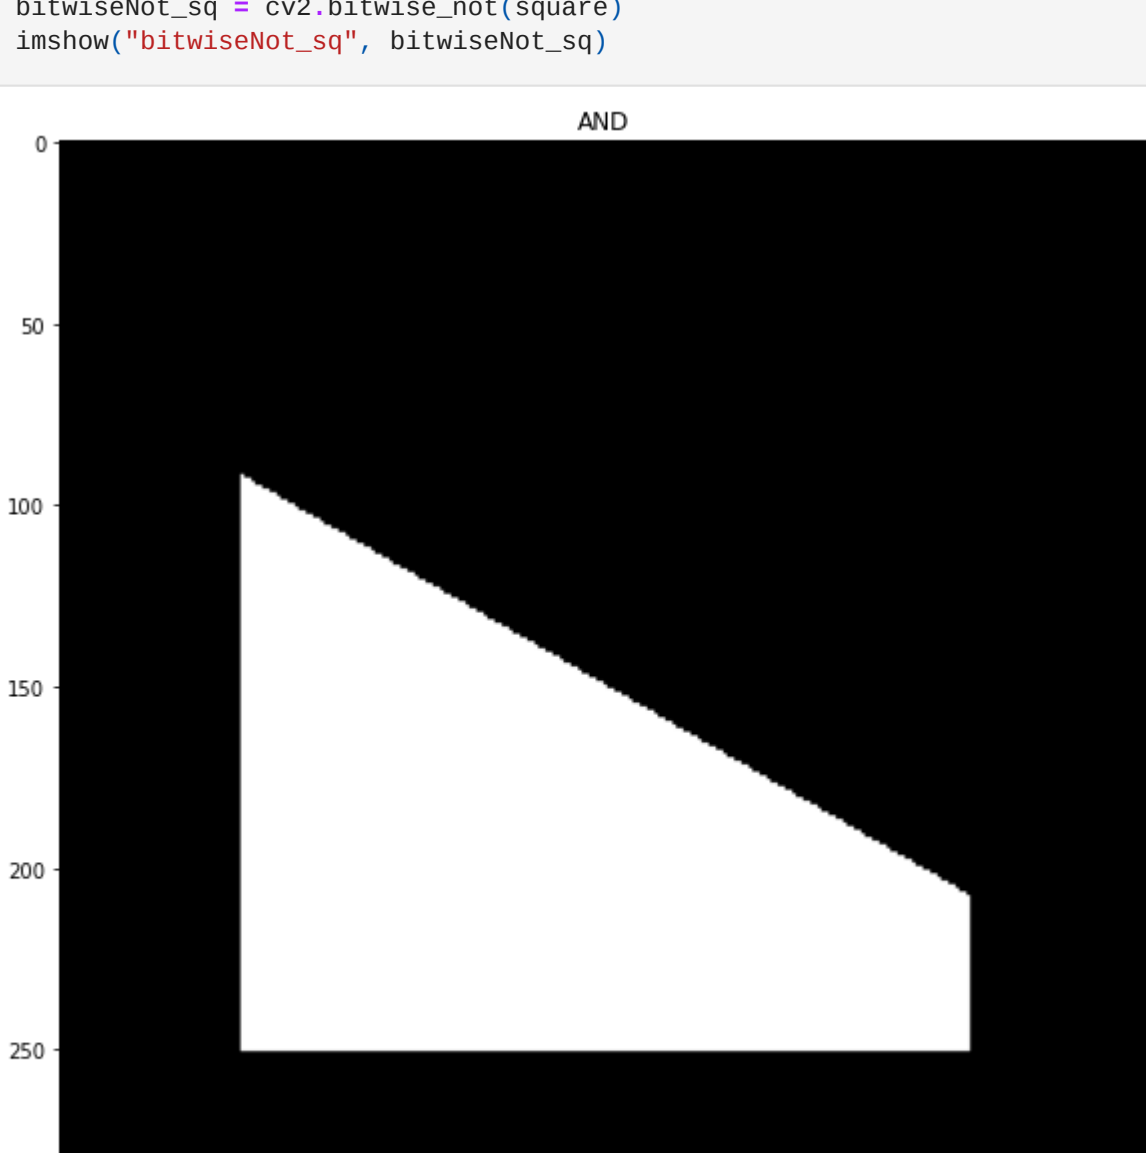 bitwiseNot_sq = cv2.bitwise_not(square)
imshow("bitwiseNot_sq", bitwiseNot_sq)
AND
0
50
100
150
200
250